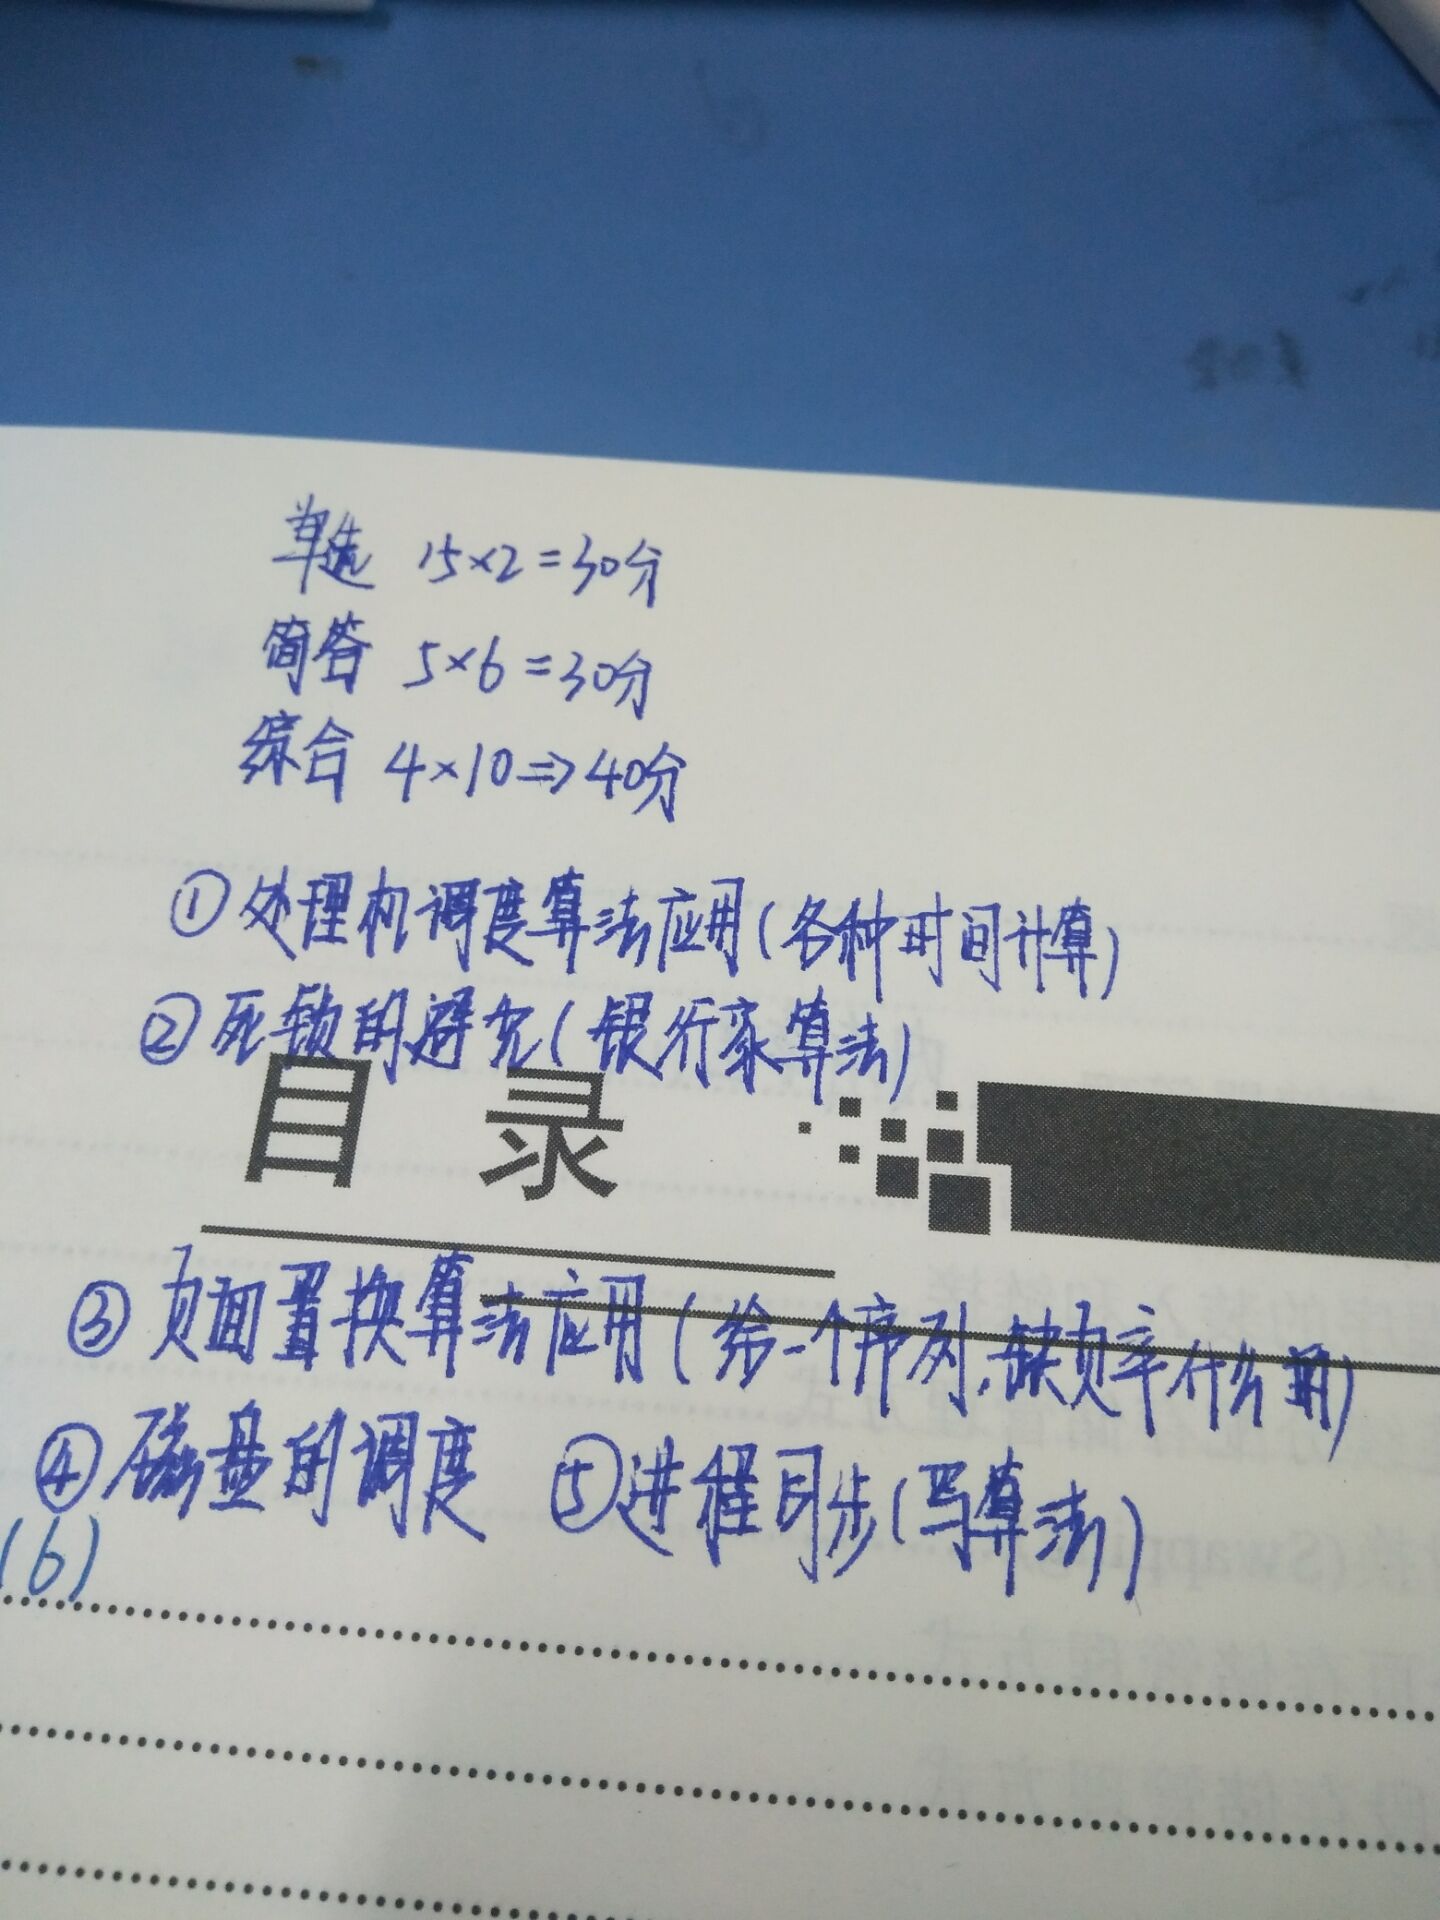 单选 15×2=30分
简答 5×6=30分
综合 4×10⇒40分
①处理机调度算法应用(各种时间计算)
②死锁的避免(银行家算法)
目 录
③页面置换算法应用(给一个序列,缺页率什么的)
④磁盘的调度 ⑤进程同步(写算法)
(6)